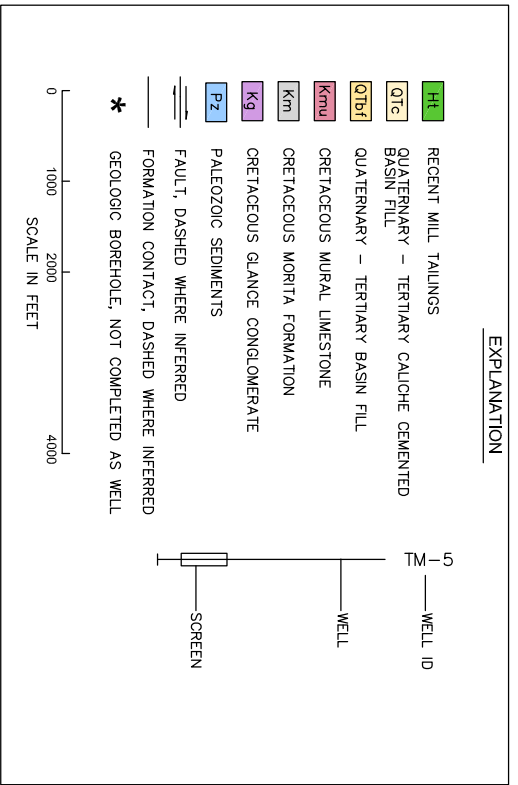 EXPLANATION
Ht RECENT MILL TAILINGS
QTc QUATERNARY – TERTIARY CALICHE CEMENTED
BASIN FILL
QTbf QUATERNARY – TERTIARY BASIN FILL
Kmu CRETACEOUS MURAL LIMESTONE
Km CRETACEOUS MORITA FORMATION
Kg CRETACEOUS GLANCE CONGLOMERATE
Pz PALEOZOIC SEDIMENTS
FAULT, DASHED WHERE INFERRED
FORMATION CONTACT, DASHED WHERE INFERRED
* GEOLOGIC BOREHOLE, NOT COMPLETED AS WELL
TM-5 WELL ID
WELL
SCREEN
0 1000 2000 4000
SCALE IN FEET